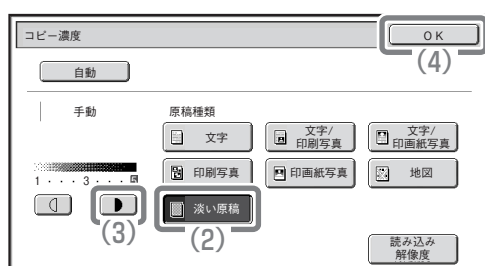 コピー濃度
OK
(4)
自動
手動
原稿種類
文字
文字/
印刷写真
文字/
印画紙写真
1・・・3・・・5
印刷写真
印画紙写真
地図
(3)
淡い原稿
(2)
読み込み
解像度